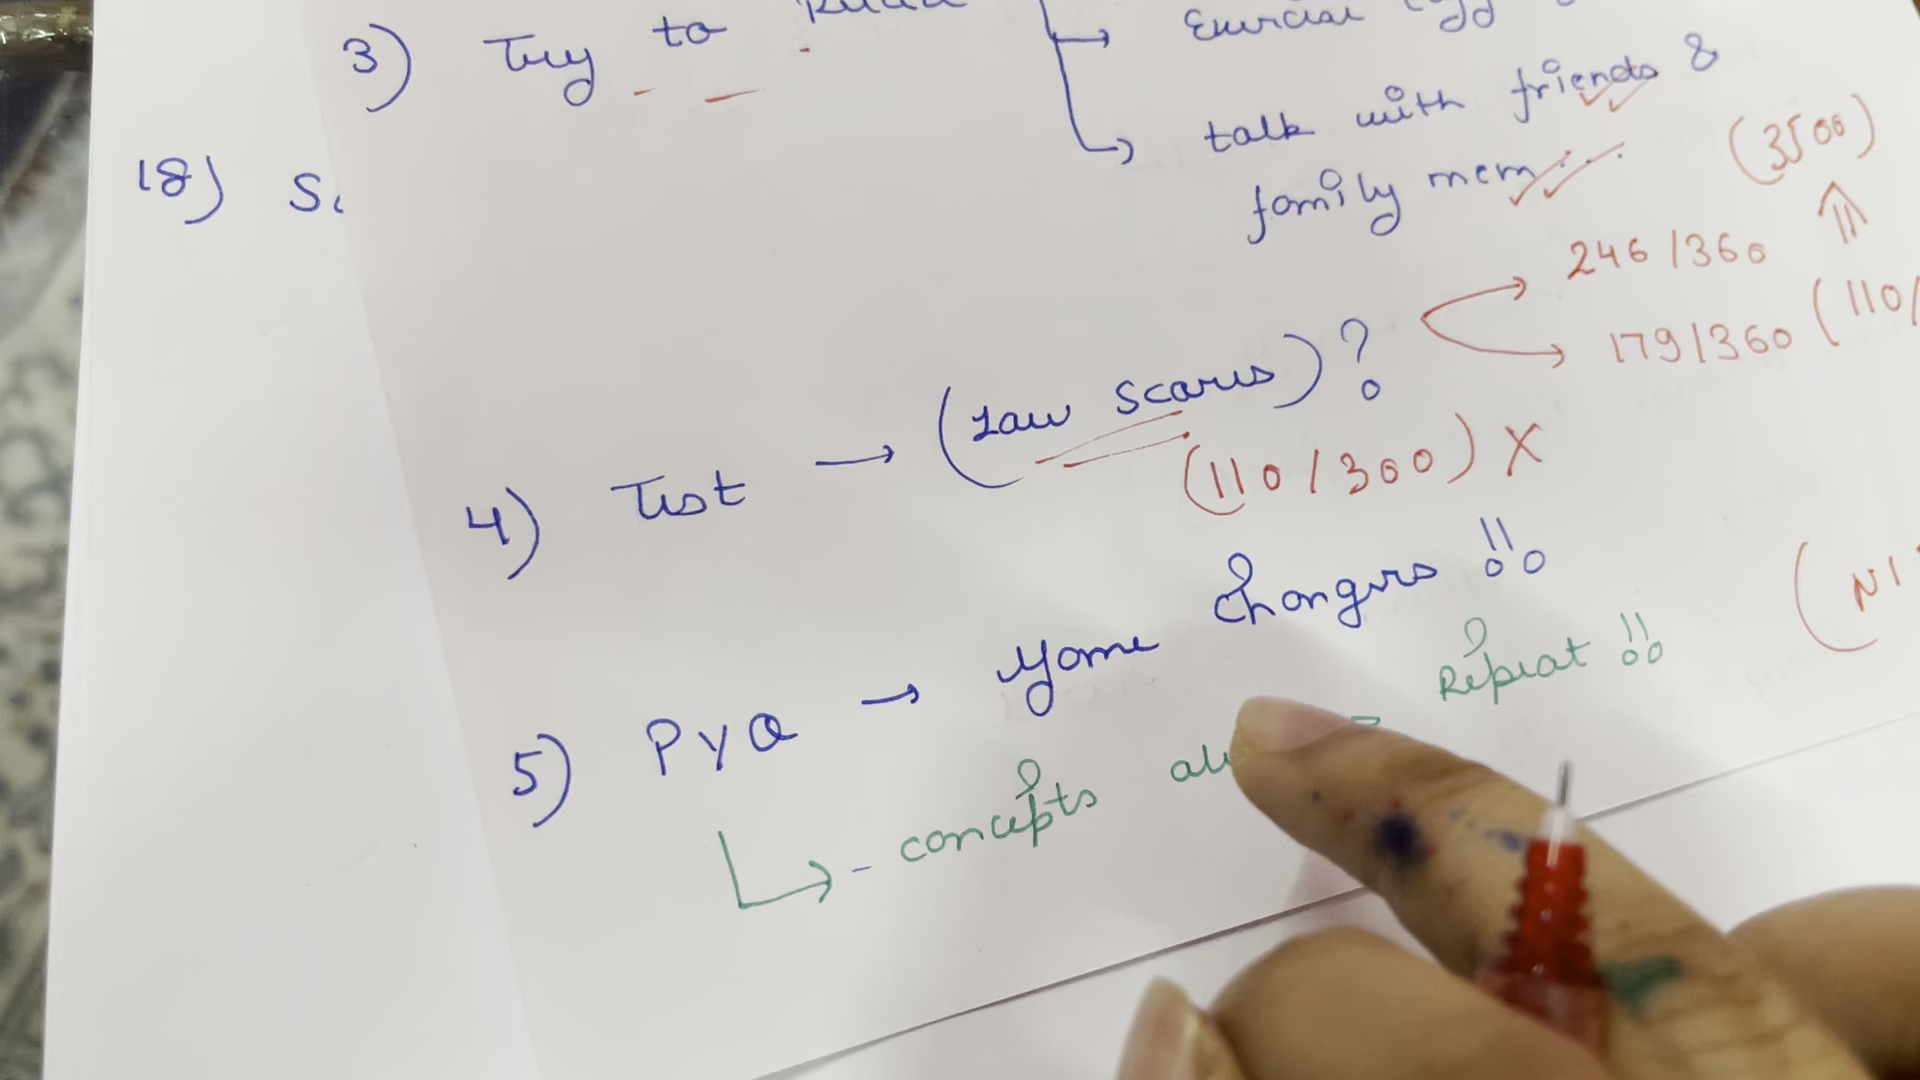 3) Try to
→ Exercise
→ talk with friends &
family mem...
(3500)
18) S.
246/360
179/360 (110/
4) Test → (Low Scores)?
(110/300) X
5) PYQ → Game Changers !!
(NI
↳ - concepts al Repeat !!